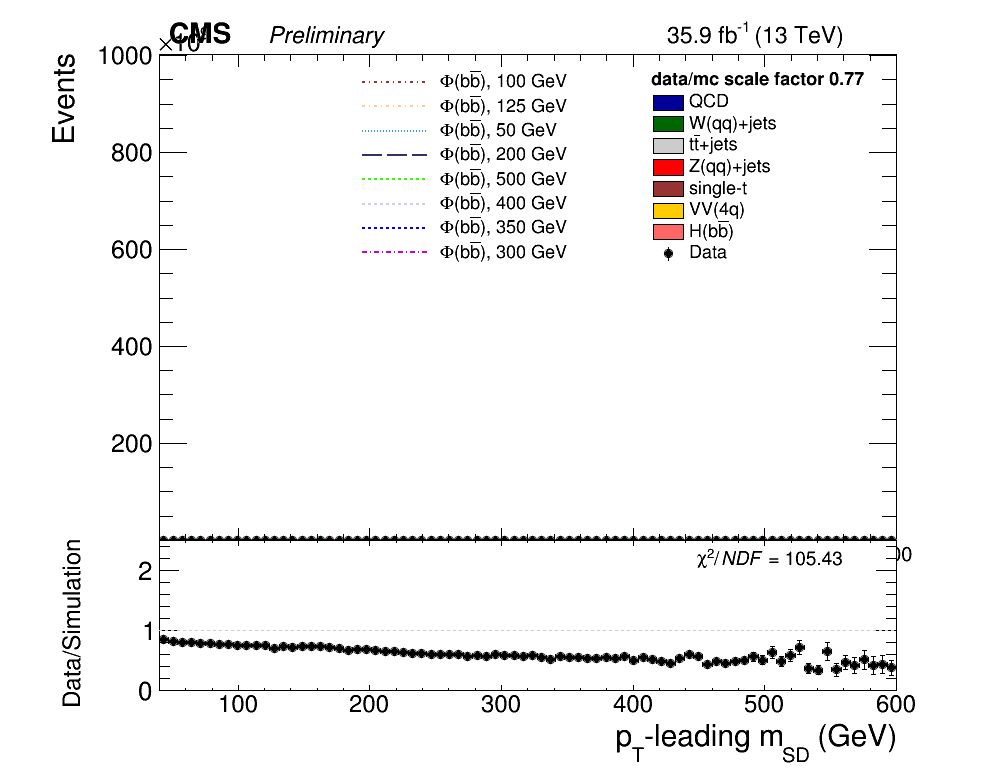 CMS Preliminary 35.9 fb⁻¹ (13 TeV)
Events
1000
800
600
400
200
Φ(bb̅), 100 GeV
Φ(bb̅), 125 GeV
Φ(bb̅), 50 GeV
Φ(bb̅), 200 GeV
Φ(bb̅), 500 GeV
Φ(bb̅), 400 GeV
Φ(bb̅), 350 GeV
Φ(bb̅), 300 GeV
data/mc scale factor 0.77
QCD
W(qq)+jets
tt̅+jets
Z(qq)+jets
single-t
VV(4q)
H(bb̅)
Data
Data/Simulation
χ²/NDF = 105.43
2
1
0
100 200 300 400 500 600
p_T-leading m_SD (GeV)